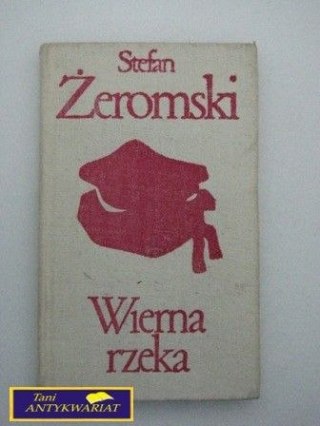 Stefan
Żeromski
Wierna
rzeka
Tani
ANTYKWARIAT